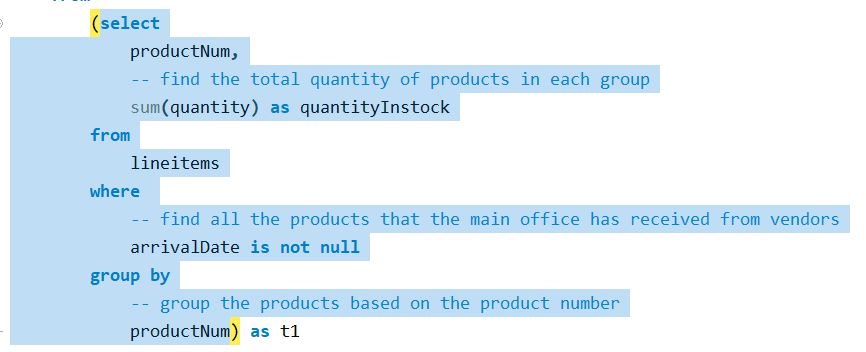 (select
productNum,
-- find the total quantity of products in each group
sum(quantity) as quantityInstock
from
lineitems
where
-- find all the products that the main office has received from vendors
arrivalDate is not null
group by
-- group the products based on the product number
productNum) as t1